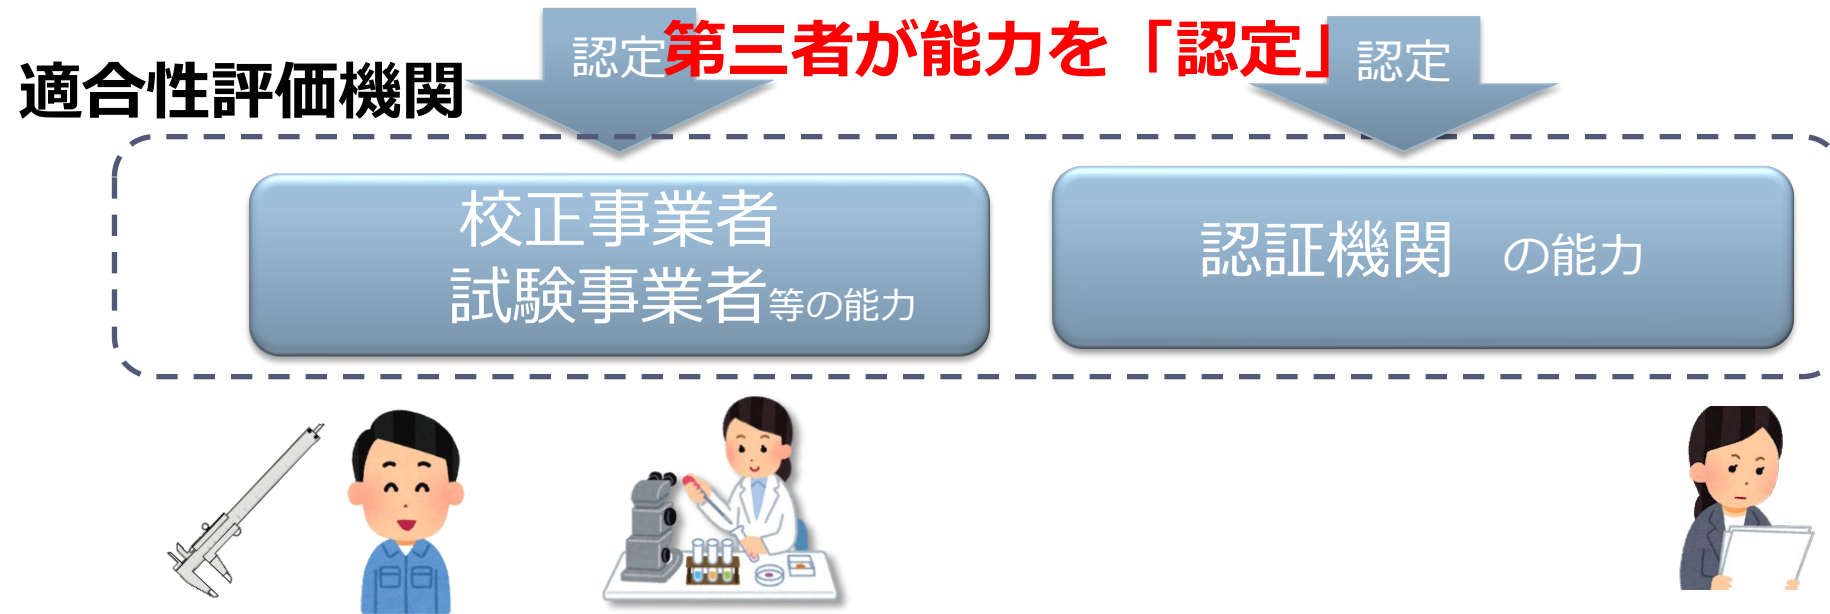 認定
第三者が能力を「認定」
認定
適合性評価機関
校正事業者
試験事業者等の能力
認証機関　の能力